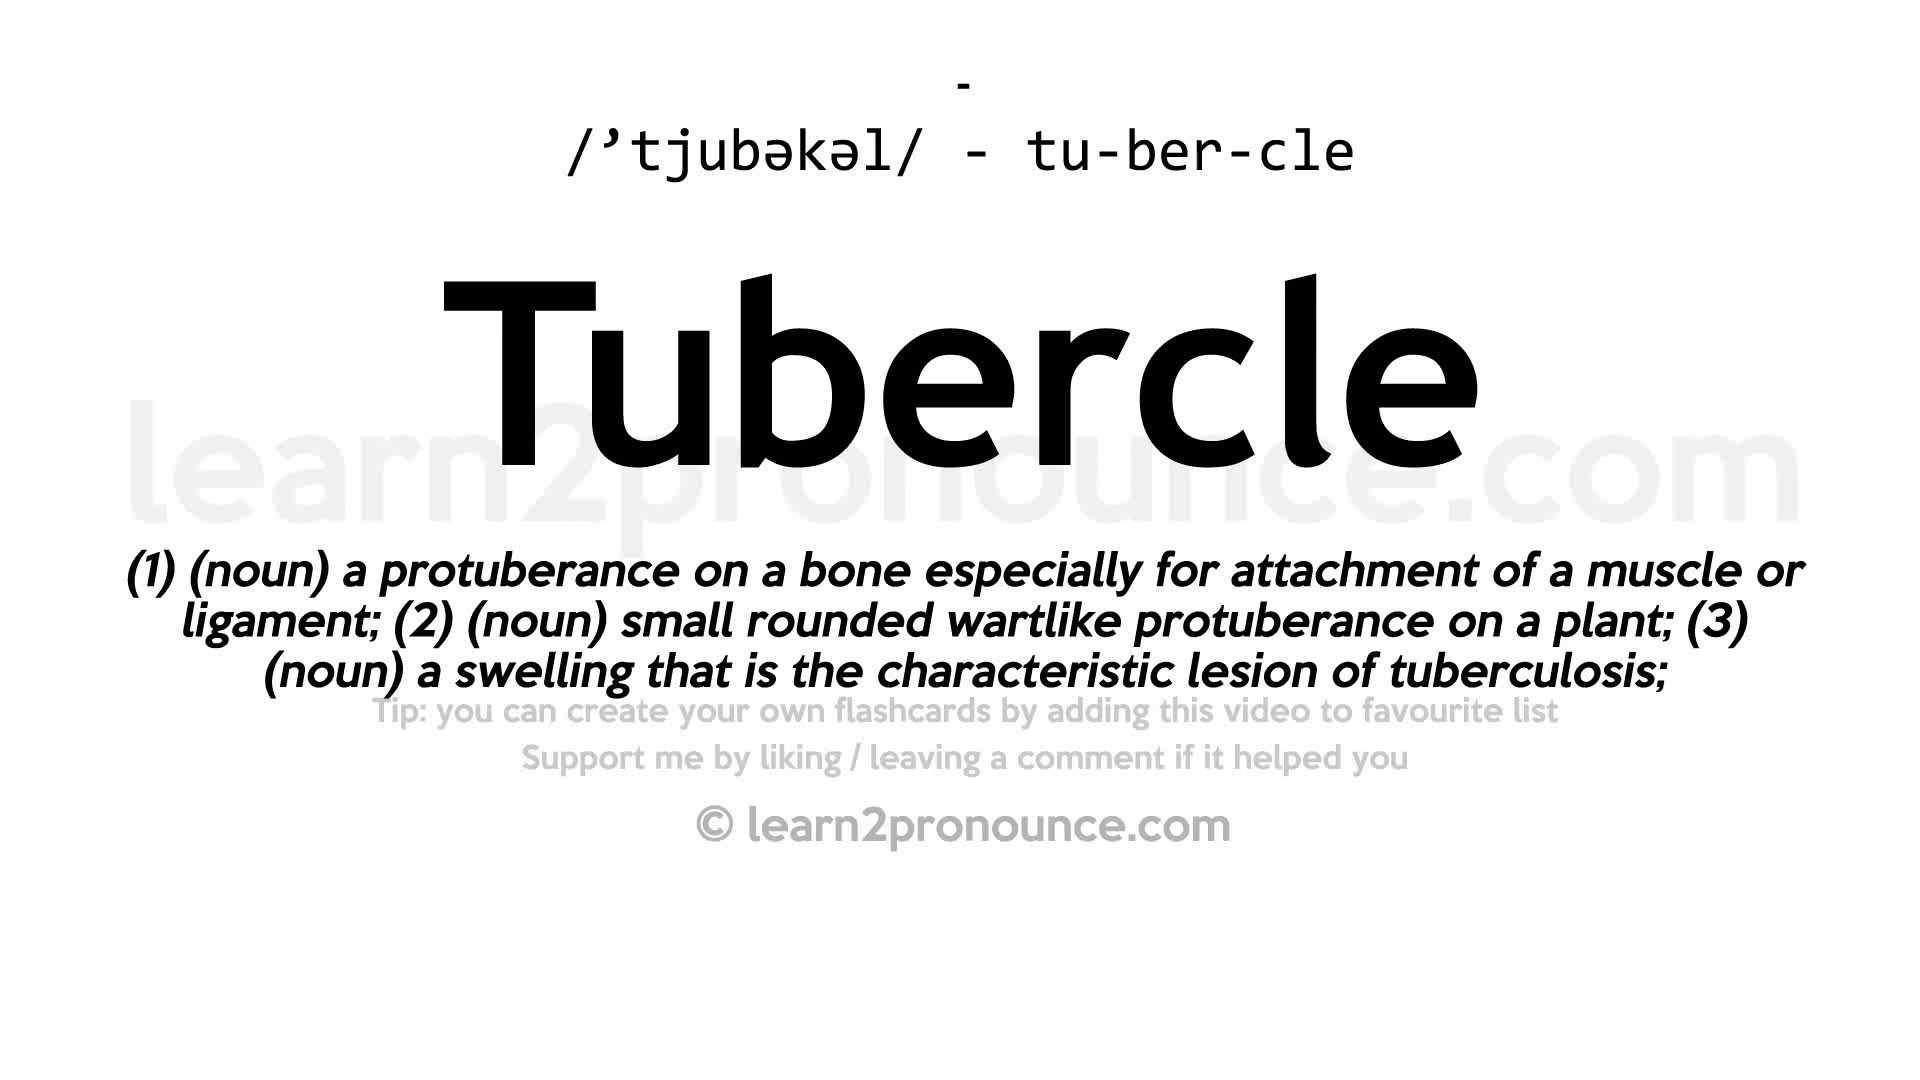 -
/’tjubəkəl/ - tu-ber-cle
Tubercle
learn2pronounce.com
(1) (noun) a protuberance on a bone especially for attachment of a muscle or
ligament; (2) (noun) small rounded wartlike protuberance on a plant; (3)
(noun) a swelling that is the characteristic lesion of tuberculosis;
Tip: you can create your own flashcards by adding this video to favourite list
Support me by liking / leaving a comment if it helped you
© learn2pronounce.com